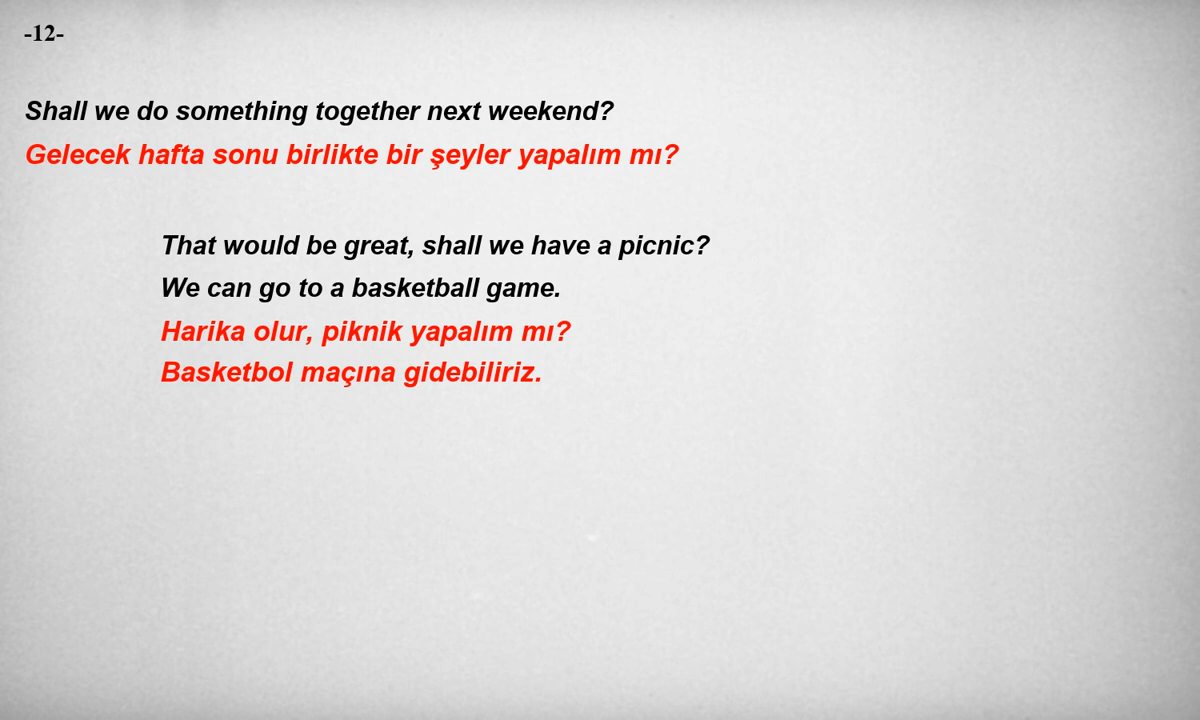 -12-
Shall we do something together next weekend?
Gelecek hafta sonu birlikte bir şeyler yapalım mı?
That would be great, shall we have a picnic?
We can go to a basketball game.
Harika olur, piknik yapalım mı?
Basketbol maçına gidebiliriz.